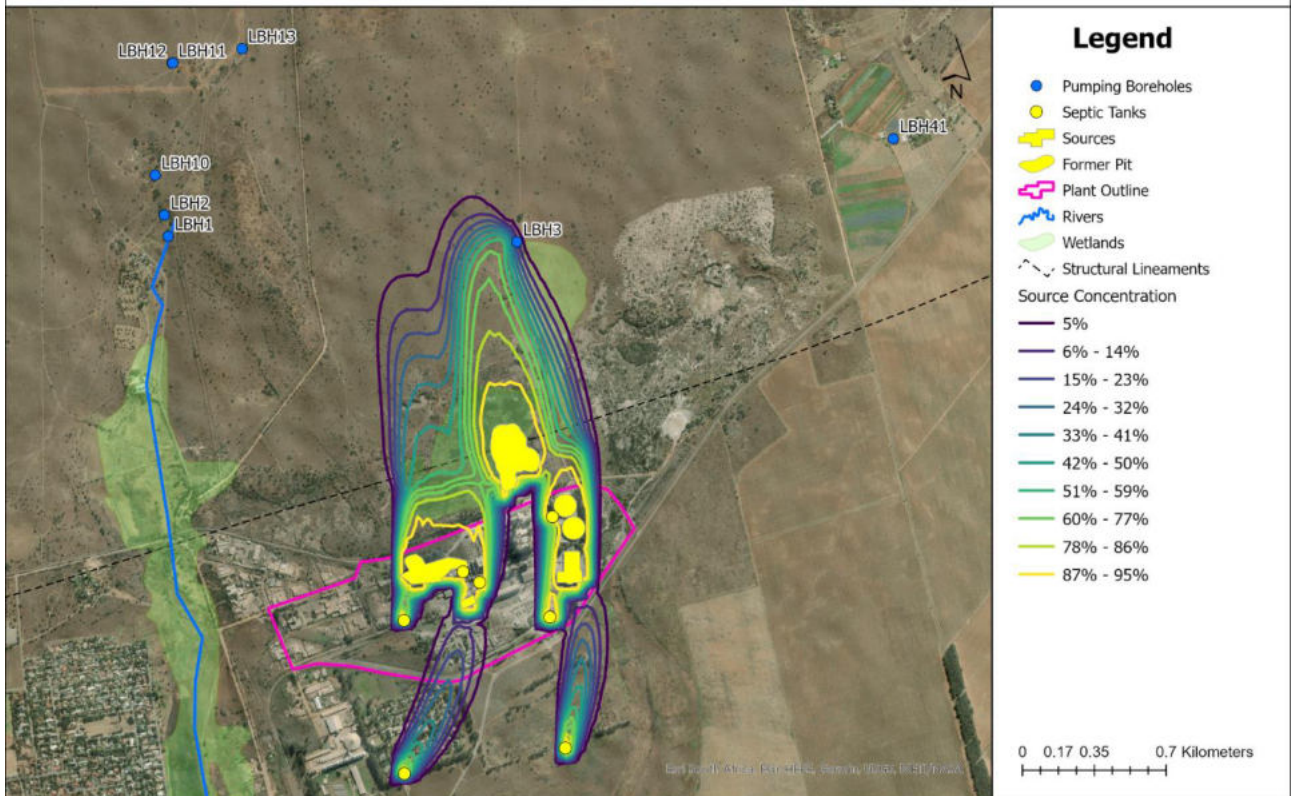 LBH12 LBH11 LBH13
LBH10
LBH2
LBH1
LBH3
LBH41
N
Legend
Pumping Boreholes
Septic Tanks
Sources
Former Pit
Plant Outline
Rivers
Wetlands
Structural Lineaments
Source Concentration
5%
6% - 14%
15% - 23%
24% - 32%
33% - 41%
42% - 50%
51% - 59%
60% - 77%
78% - 86%
87% - 95%
0 0.17 0.35 0.7 Kilometers